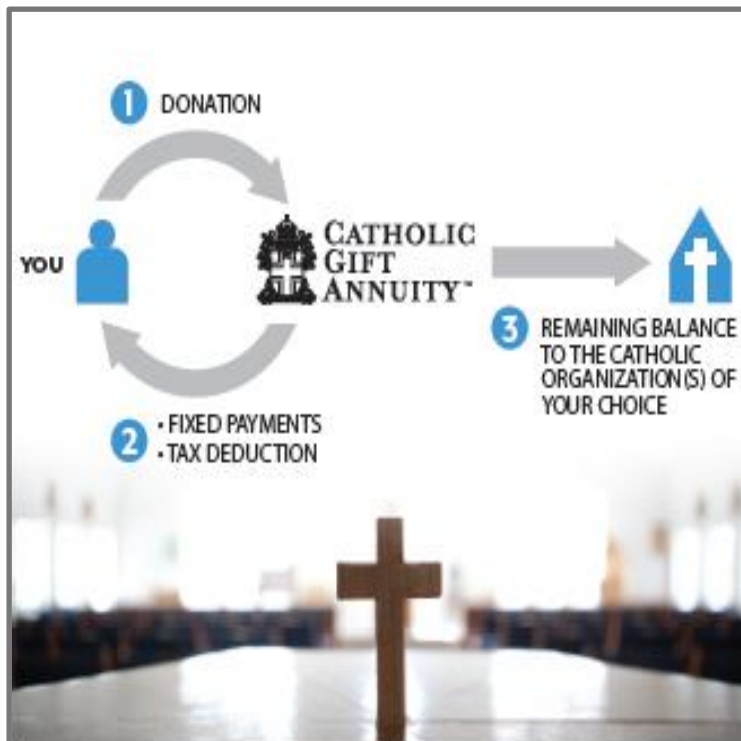 1 DONATION
YOU
CATHOLIC
GIFT
ANNUITY™
2 • FIXED PAYMENTS
• TAX DEDUCTION
3 REMAINING BALANCE
TO THE CATHOLIC
ORGANIZATION(S) OF
YOUR CHOICE